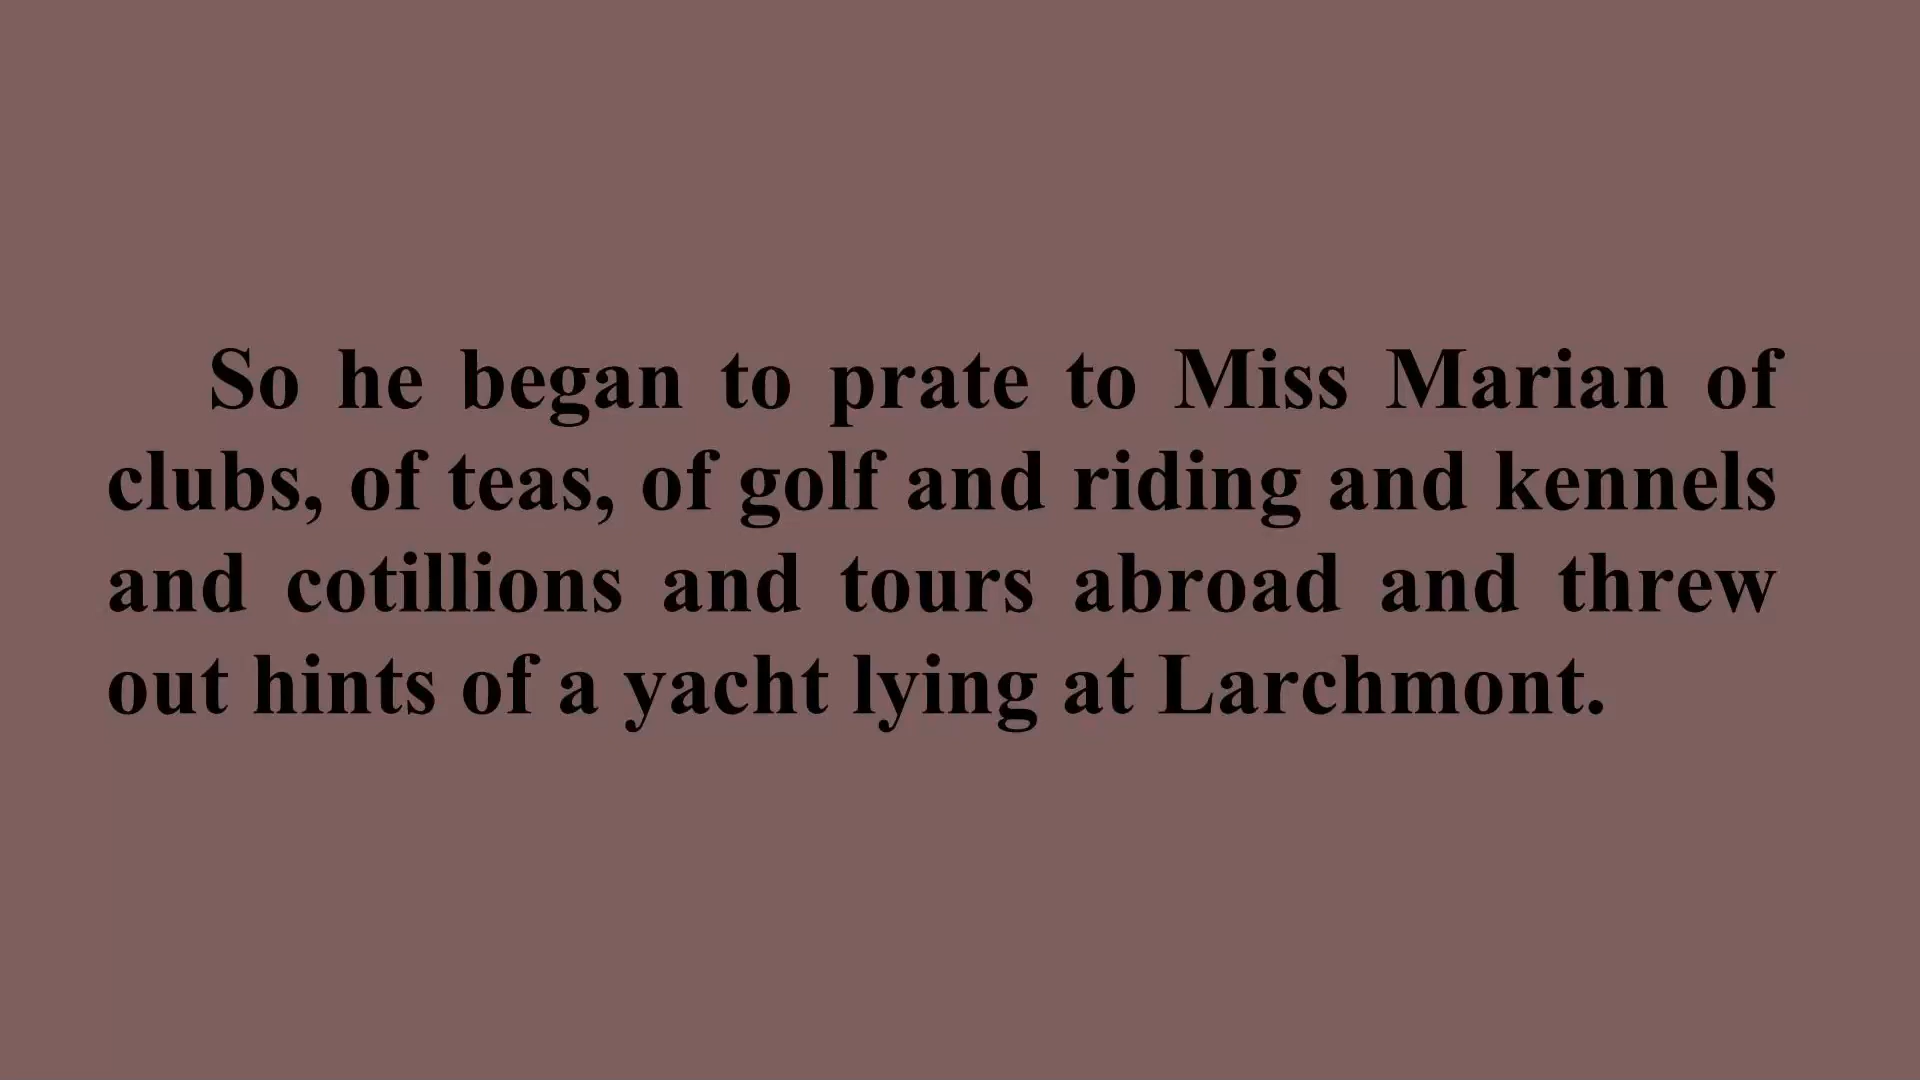 So he began to prate to Miss Marian of
clubs, of teas, of golf and riding and kennels
and cotillions and tours abroad and threw
out hints of a yacht lying at Larchmont.